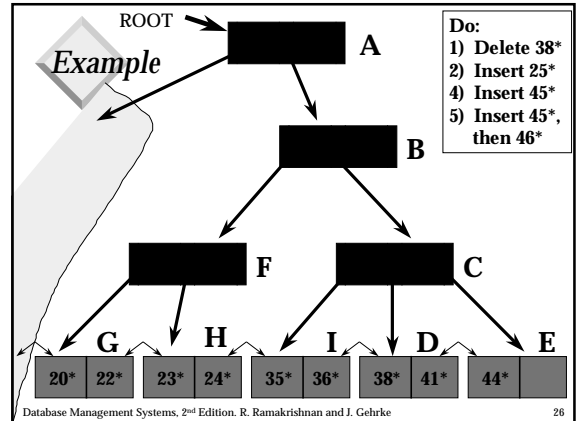 ROOT
A
Example
Do:
1) Delete 38*
2) Insert 25*
4) Insert 45*
5) Insert 45*,
then 46*
B
F
C
G
H
I
D
E
20* 22* 23* 24* 35* 36* 38* 41* 44*
Database Management Systems, 2nd Edition. R. Ramakrishnan and J. Gehrke 26